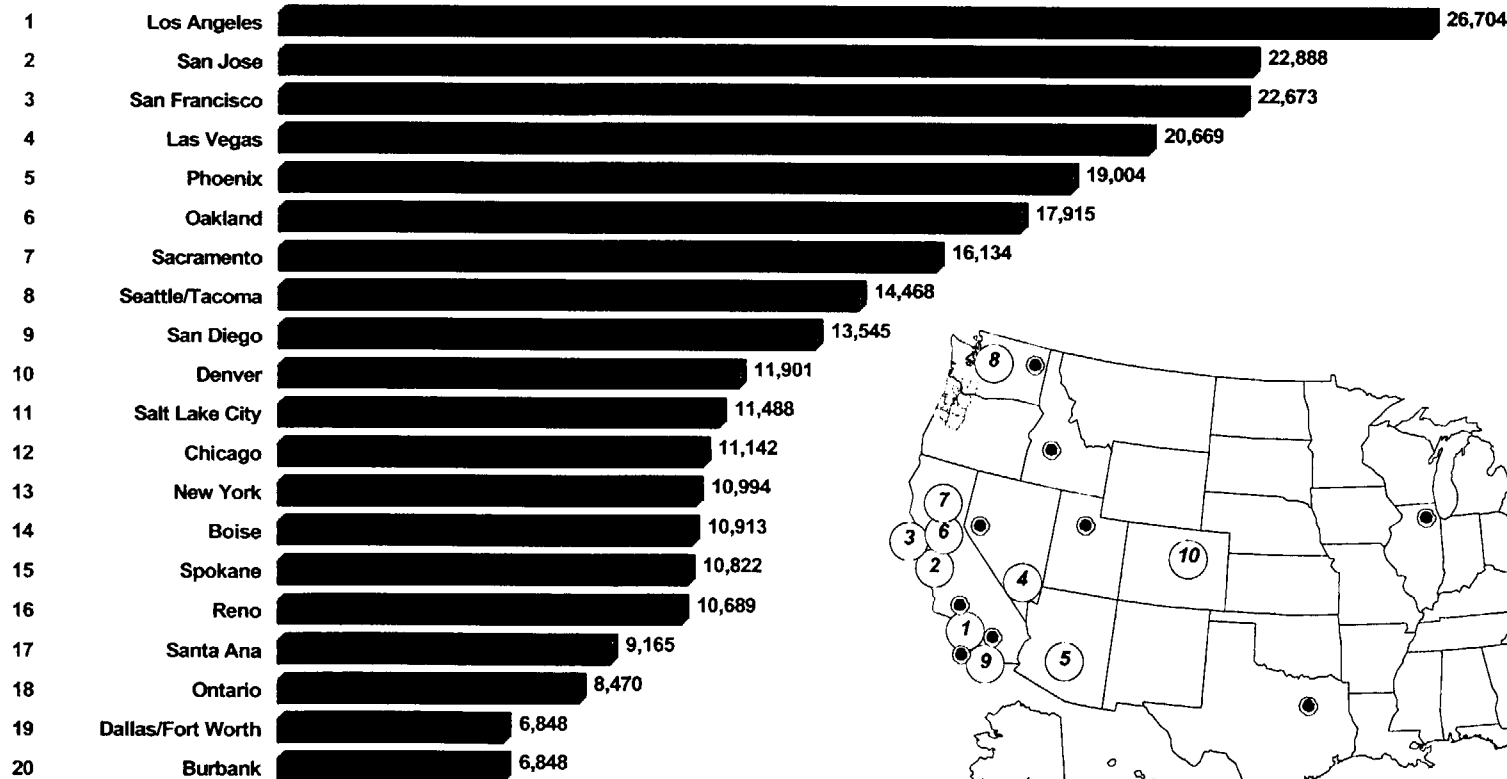 1 Los Angeles 26,704
2 San Jose 22,888
3 San Francisco 22,673
4 Las Vegas 20,669
5 Phoenix 19,004
6 Oakland 17,915
7 Sacramento 16,134
8 Seattle/Tacoma 14,468
9 San Diego 13,545
10 Denver 11,901
11 Salt Lake City 11,488
12 Chicago 11,142
13 New York 10,994
14 Boise 10,913
15 Spokane 10,822
16 Reno 10,689
17 Santa Ana 9,165
18 Ontario 8,470
19 Dallas/Fort Worth 6,848
20 Burbank 6,848
8
7
3 6
10
2
4
1
9 5